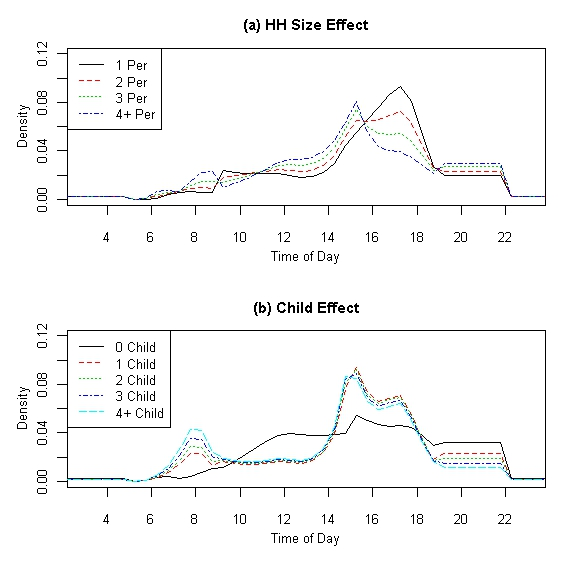 (a) HH Size Effect
0.12
0.08
0.04
0.00
Density
1 Per
2 Per
3 Per
4+ Per
4 6 8 10 12 14 16 18 20 22
Time of Day
(b) Child Effect
0.12
0.08
0.04
0.00
Density
0 Child
1 Child
2 Child
3 Child
4+ Child
4 6 8 10 12 14 16 18 20 22
Time of Day